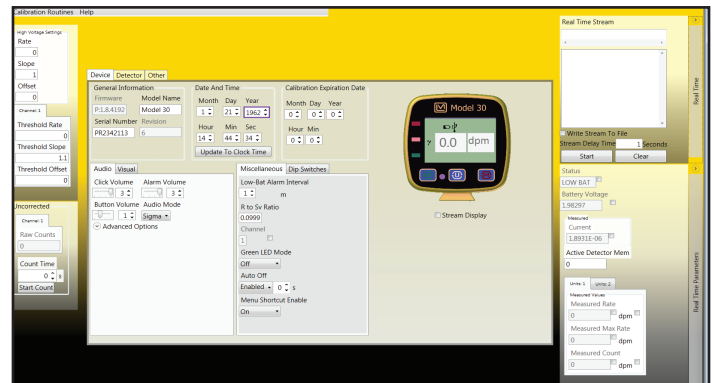 Calibration Routines Help
High Voltage Settings
Rate
0
Slope
1
Offset
0
Channel: 1
Threshold Rate
0
Threshold Slope
1.1
Threshold Offset
0
Uncorrected
Channel: 1
Raw Counts
0
Count Time
0 s
Start Count
Device Detector Other
General Information
Firmware Model Name
P:1.8.4192 Model 30
Serial Number Revision
PR2342113 6
Date And Time
Month Day Year
1 21 1962
Hour Min Sec
14 44 34
Update To Clock Time
Calibration Expiration Date
Month Day Year
0 0 0
Hour Min
0 0
Audio Visual
Click Volume Alarm Volume
3 3
Button Volume Audio Mode
1 Sigma
Advanced Options
Miscellaneous Dip Switches
Low-Bat Alarm Interval
1 m
R to Sv Ratio
0.0999
Channel
1
Green LED Mode
Off
Auto Off
Enabled 0 s
Menu Shortcut Enable
On
Model 30
γ 0.0 dpm
Stream Display
Real Time Stream
Write Stream To File
Stream Delay Time 1 Seconds
Start Clear
Status
LOW BAT
Battery Voltage
1.98297
Measured
Current
1.8931E-06
Active Detector Mem
0
Units: 1 Units: 2
Measured Values
Measured Rate
0 dpm
Measured Max Rate
0 dpm
Measured Count
0 dpm
Real Time
Real Time Parameters